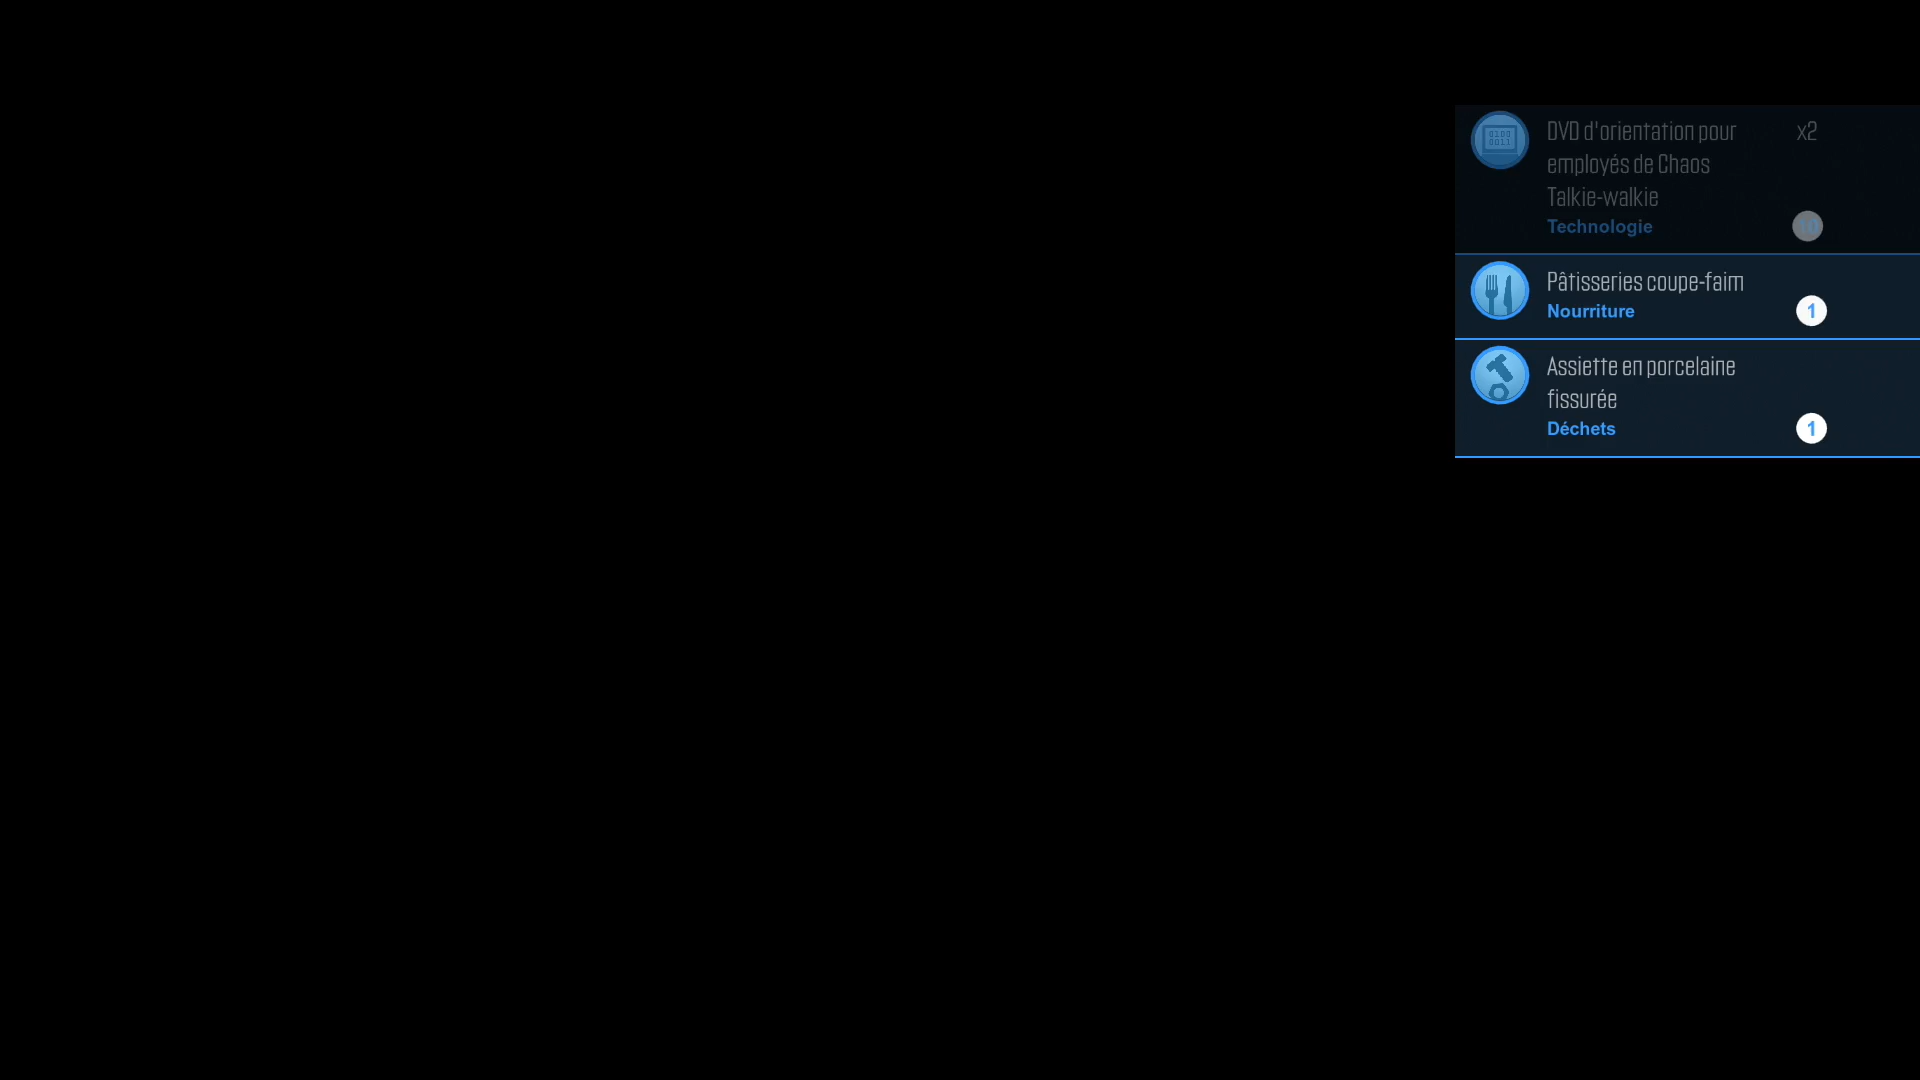 DVD d'orientation pour x2
employés de Chaos
Talkie-walkie
Technologie
Pâtisseries coupe-faim
Nourriture 1
Assiette en porcelaine
fissurée
Déchets 1